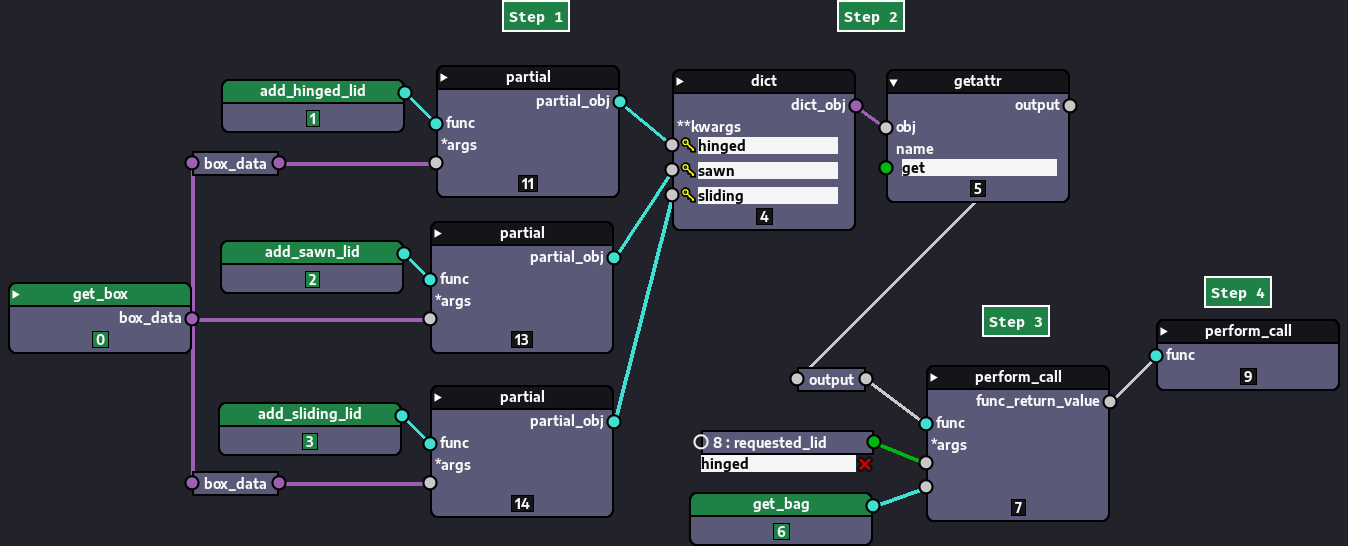 Step 1
Step 2
add_hinged_lid
1
box_data
partial
partial_obj
func
*args
11
dict
dict_obj
**kwargs
hinged
sawn
sliding
4
getattr
output
obj
name
get
5
get_box
box_data
0
add_sawn_lid
2
partial
partial_obj
func
*args
13
add_sliding_lid
3
box_data
partial
partial_obj
func
*args
14
Step 3
Step 4
output
8 : requested_lid
hinged
get_bag
6
perform_call
func_return_value
func
*args
7
perform_call
func
9